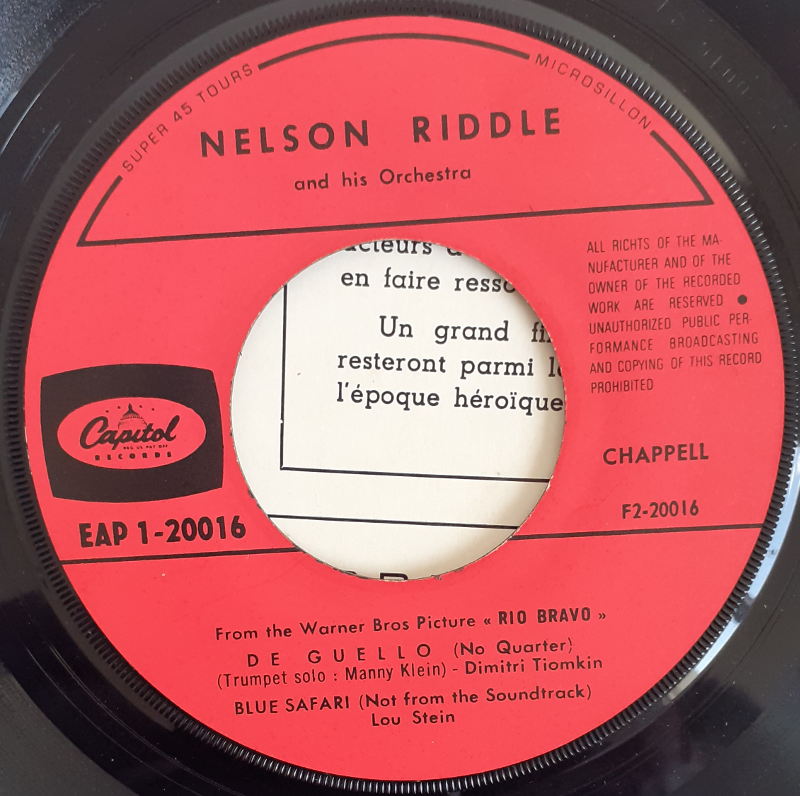 SUPER 45 TOURS
MICROSILLON
NELSON RIDDLE
and his Orchestra
ALL RICHTS OF THE MA-
NUFACTURER AND OF THE
OWNER OF THE RECORDED
WORK ARE RESERVED ●
UNAUTHORIZED PUBLIC PER-
FORMANCE BROADCASTING
AND COPYING OF THIS RECORD
PROHIBITED
en faire
Un grand
resteront parmi
l'époque héroïque
Capitol
RECORDS
CHAPPELL
EAP 1-20016
F2-20016
From the Warner Bros Picture « RIO BRAVO »
DE GUELLO (No Quarter)
(Trumpet solo : Manny Klein) - Dimitri Tiomkin
BLUE SAFARI (Not from the Soundtrack)
Lou Stein